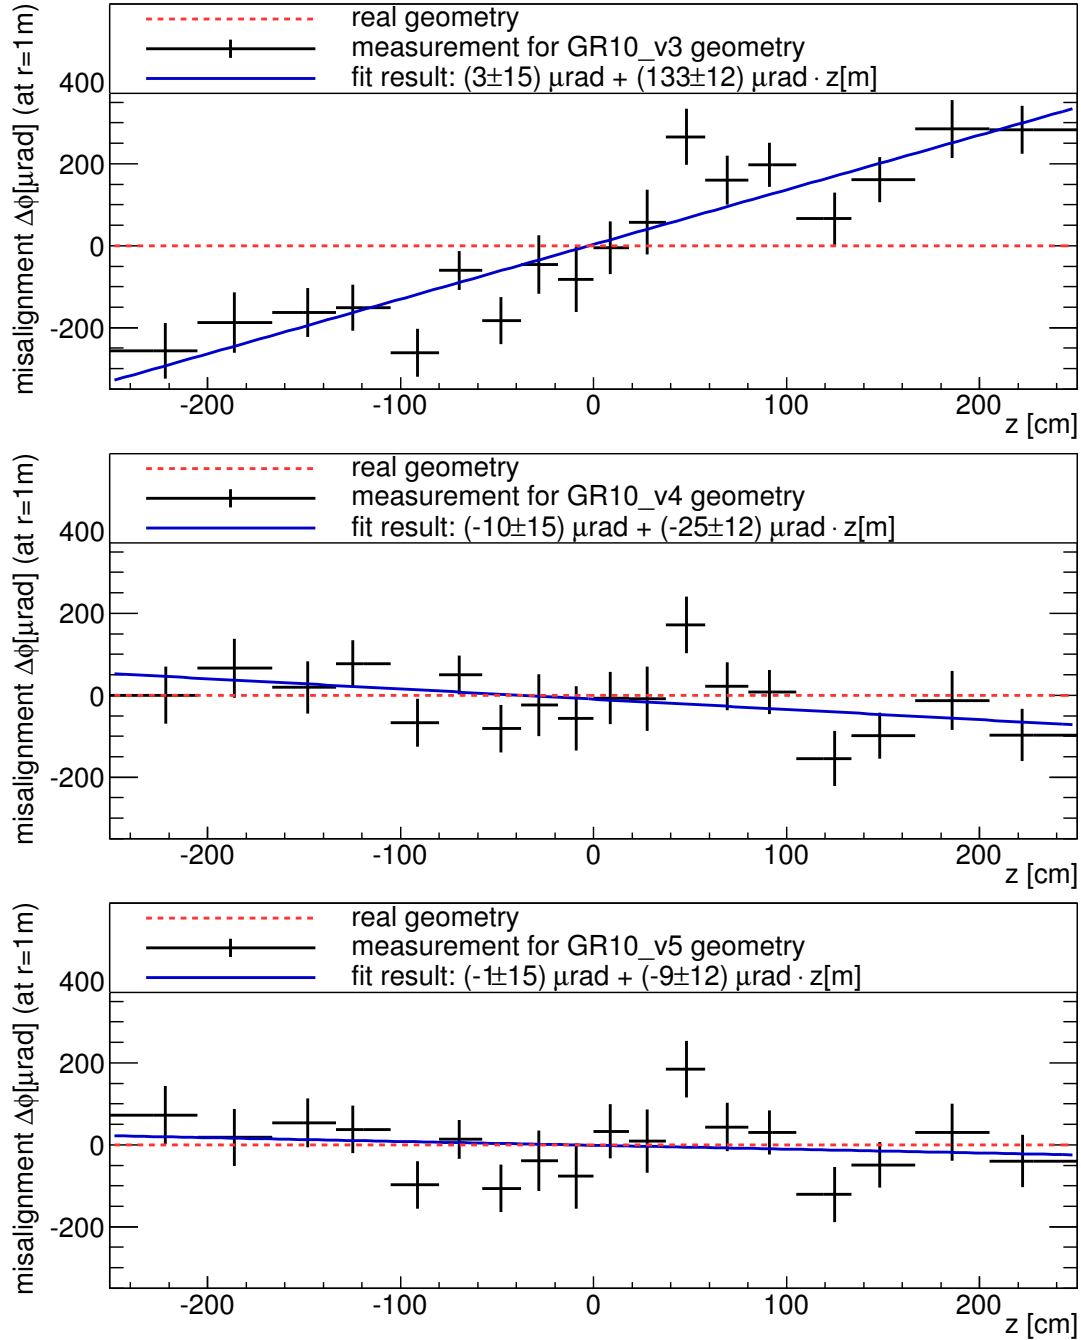 real geometry
measurement for GR10_v3 geometry
fit result: (3±15) μrad + (133±12) μrad · z[m]
misalignment Δϕ[μrad] (at r=1m)
400
200
0
-200
-200 -100 0 100 200
z [cm]
real geometry
measurement for GR10_v4 geometry
fit result: (-10±15) μrad + (-25±12) μrad · z[m]
misalignment Δϕ[μrad] (at r=1m)
400
200
0
-200
-200 -100 0 100 200
z [cm]
real geometry
measurement for GR10_v5 geometry
fit result: (-1±15) μrad + (-9±12) μrad · z[m]
misalignment Δϕ[μrad] (at r=1m)
400
200
0
-200
-200 -100 0 100 200
z [cm]